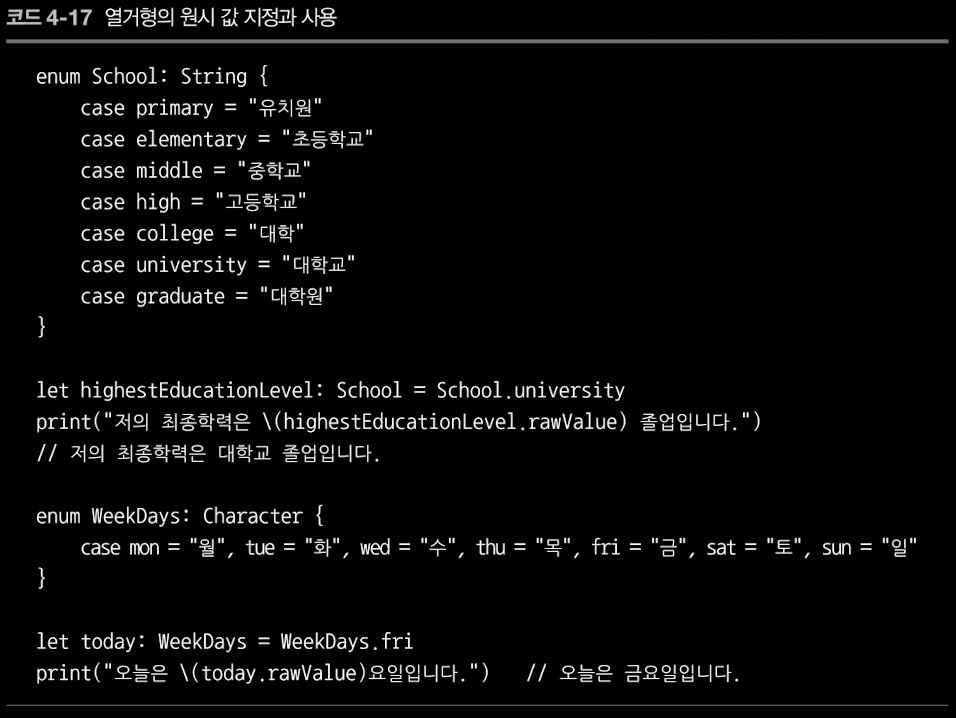 코드 4-17 열거형의 원시 값 지정과 사용
enum School: String {
    case primary = "유치원"
    case elementary = "초등학교"
    case middle = "중학교"
    case high = "고등학교"
    case college = "대학"
    case university = "대학교"
    case graduate = "대학원"
}
let highestEducationLevel: School = School.university
print("저의 최종학력은 \(highestEducationLevel.rawValue) 졸업입니다.")
// 저의 최종학력은 대학교 졸업입니다.
enum WeekDays: Character {
    case mon = "월", tue = "화", wed = "수", thu = "목", fri = "금", sat = "토", sun = "일"
}
let today: WeekDays = WeekDays.fri
print("오늘은 \(today.rawValue)요일입니다.")   // 오늘은 금요일입니다.